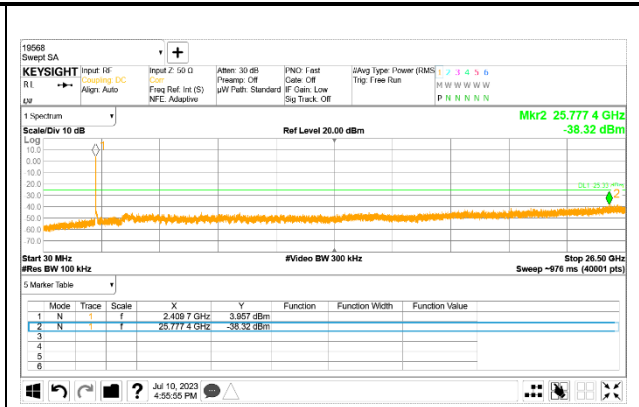 19568
Swept SA
+
KEYSIGHT Input: RF Input Z: 50 Ω Atten: 30 dB PNO: Fast #Avg Type: Power (RMS 1 2 3 4 5 6
RL Coupling: DC Corr Preamp: Off Gate: Off Trig: Free Run M W W W W W
Align: Auto Freq Ref: Int (S) µW Path: Standard IF Gain: Low P N N N N N
NFE: Adaptive Sig Track: Off
1 Spectrum Mkr2 25.777 4 GHz
Scale/Div 10 dB Ref Level 20.00 dBm -38.32 dBm
Log
10.0
0.00
10.0
20.0
30.0
40.0
50.0
-70.0
1
2
Start 30 MHz #Video BW 300 kHz Stop 26.50 GHz
#Res BW 100 kHz Sweep ~976 ms (40001 pts)
5 Marker Table
Mode Trace Scale X Y Function Function Width Function Value
1 N 1 f 2.409 7 GHz 3.957 dBm
2 N 1 f 25.777 4 GHz -38.32 dBm
3
4
5
6
? Jul 10, 2023
4:55:55 PM